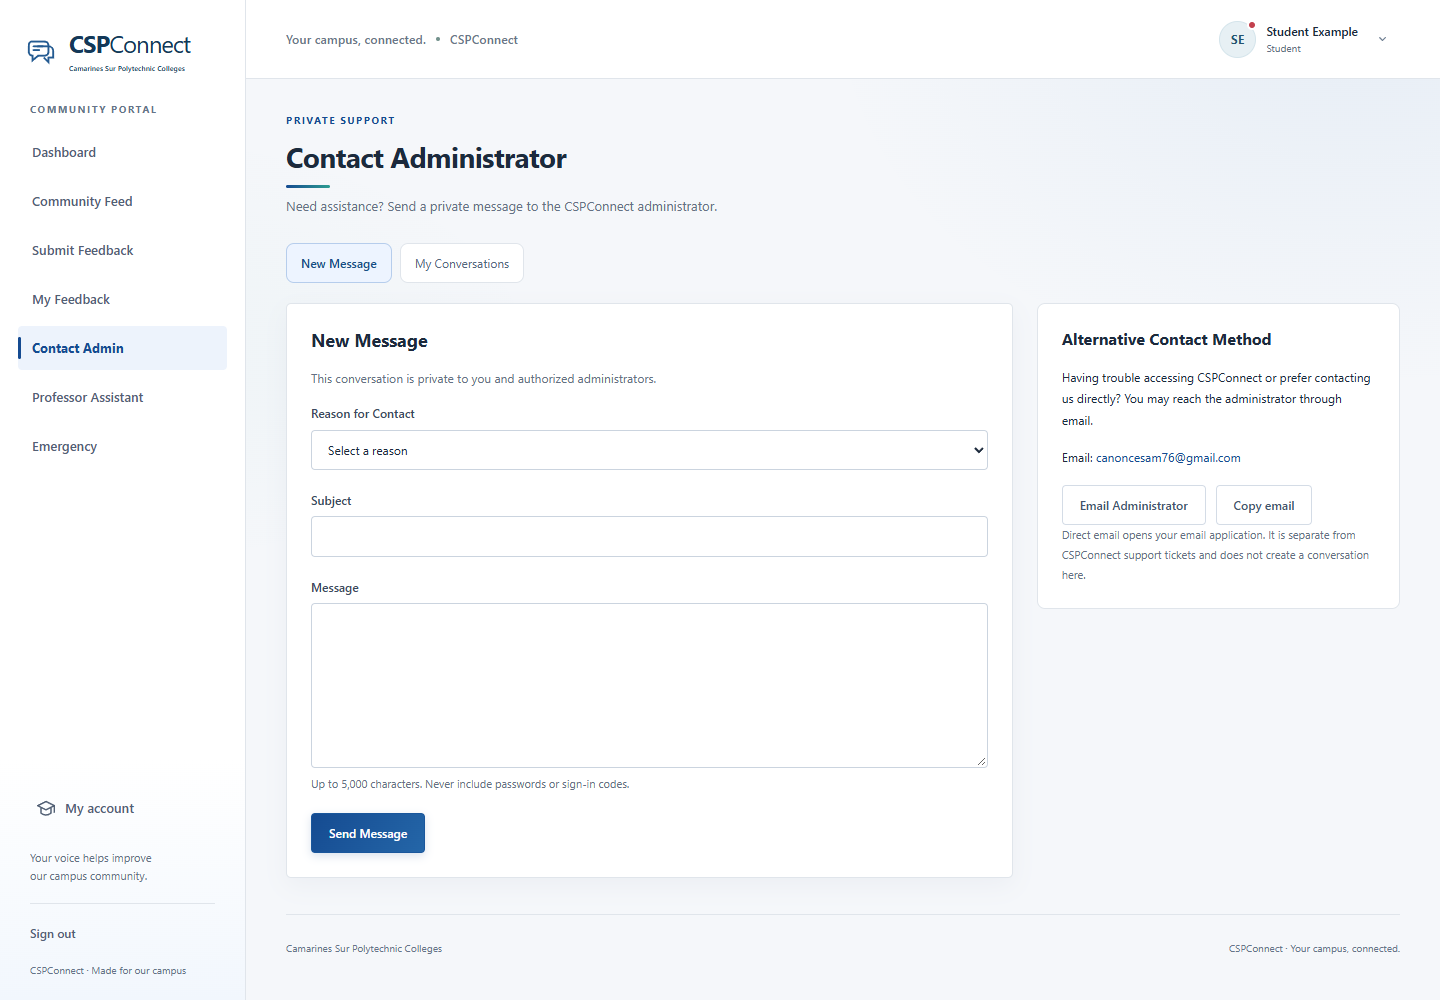 CSPConnect
Camarines Sur Polytechnic Colleges
COMMUNITY PORTAL
Dashboard
Community Feed
Submit Feedback
My Feedback
Contact Admin
Professor Assistant
Emergency
My account
Your voice helps improve
our campus community.
Sign out
CSPConnect · Made for our campus
Your campus, connected. • CSPConnect
SE
Student Example
Student
PRIVATE SUPPORT
Contact Administrator
Need assistance? Send a private message to the CSPConnect administrator.
New Message
My Conversations
New Message
This conversation is private to you and authorized administrators.
Reason for Contact
Select a reason
Subject
Message
Up to 5,000 characters. Never include passwords or sign-in codes.
Send Message
Alternative Contact Method
Having trouble accessing CSPConnect or prefer contacting
us directly? You may reach the administrator through
email.
Email: canoncesam76@gmail.com
Email Administrator
Copy email
Direct email opens your email application. It is separate from
CSPConnect support tickets and does not create a conversation
here.
Camarines Sur Polytechnic Colleges
CSPConnect · Your campus, connected.